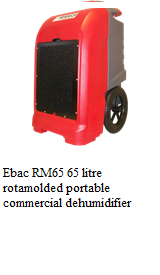 Ebac RM65 65 litre
rotamolded portable
commercial dehumidifier